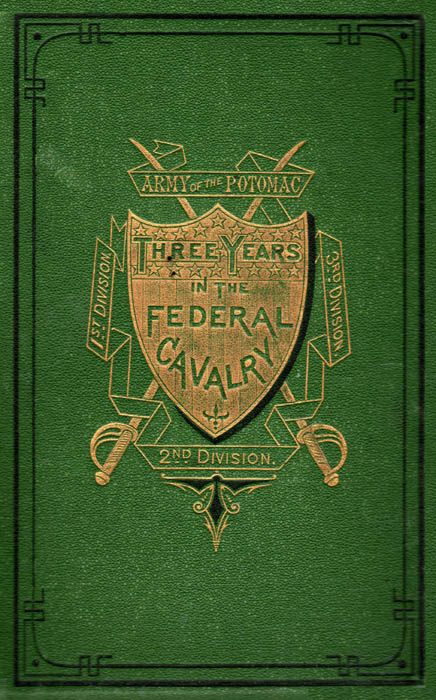 ARMY OF THE POTOMAC
THREE YEARS
IN THE
FEDERAL
CAVALRY
1ST DIVISION.
3RD DIVISION.
2ND DIVISION.